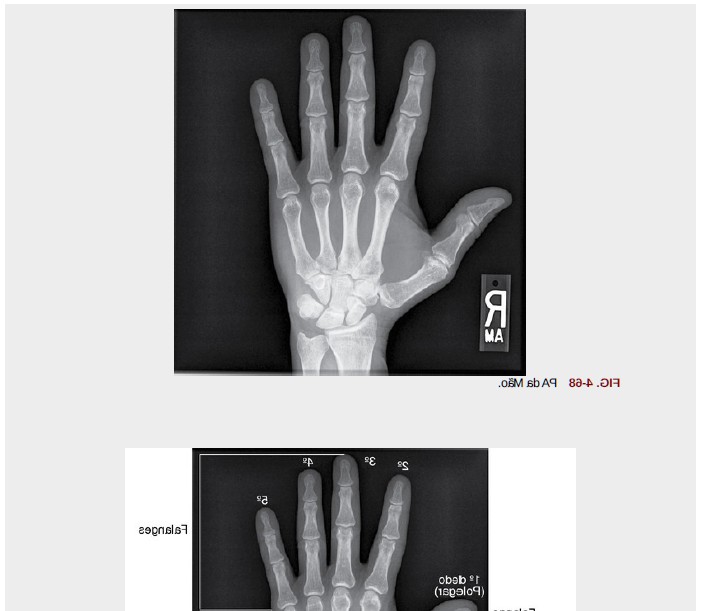 R
AM
FIG. 4-68 PA da Mão.
2º
3º
4º
5º
Falanges
1º dedo
(Polegar)